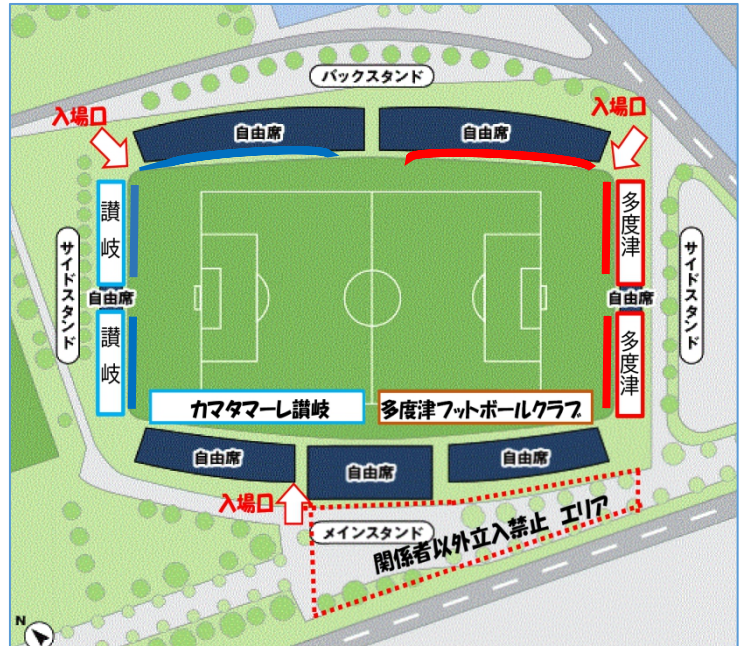 バックスタンド
入場口
入場口
自由席
自由席
讃岐
多度津
サイドスタンド
自由席
自由席
サイドスタンド
讃岐
多度津
カマタマーレ讃岐
多度津フットボールクラブ
自由席
自由席
自由席
入場口
メインスタンド
関係者以外立入禁止 エリア
N